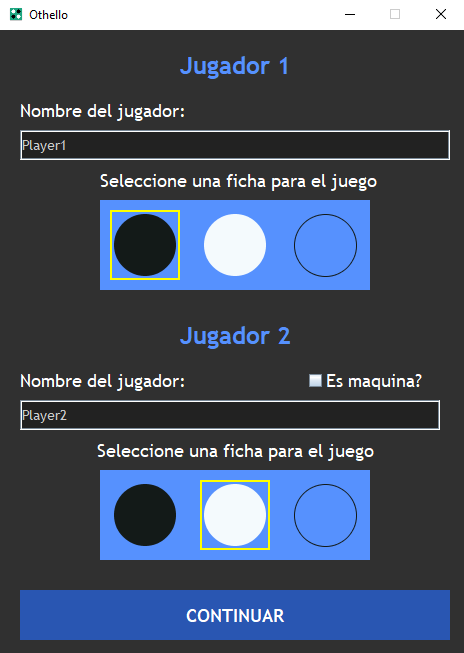 Othello
Jugador 1
Nombre del jugador:
Player1
Seleccione una ficha para el juego
Jugador 2
Nombre del jugador: Es maquina?
Player2
Seleccione una ficha para el juego
CONTINUAR